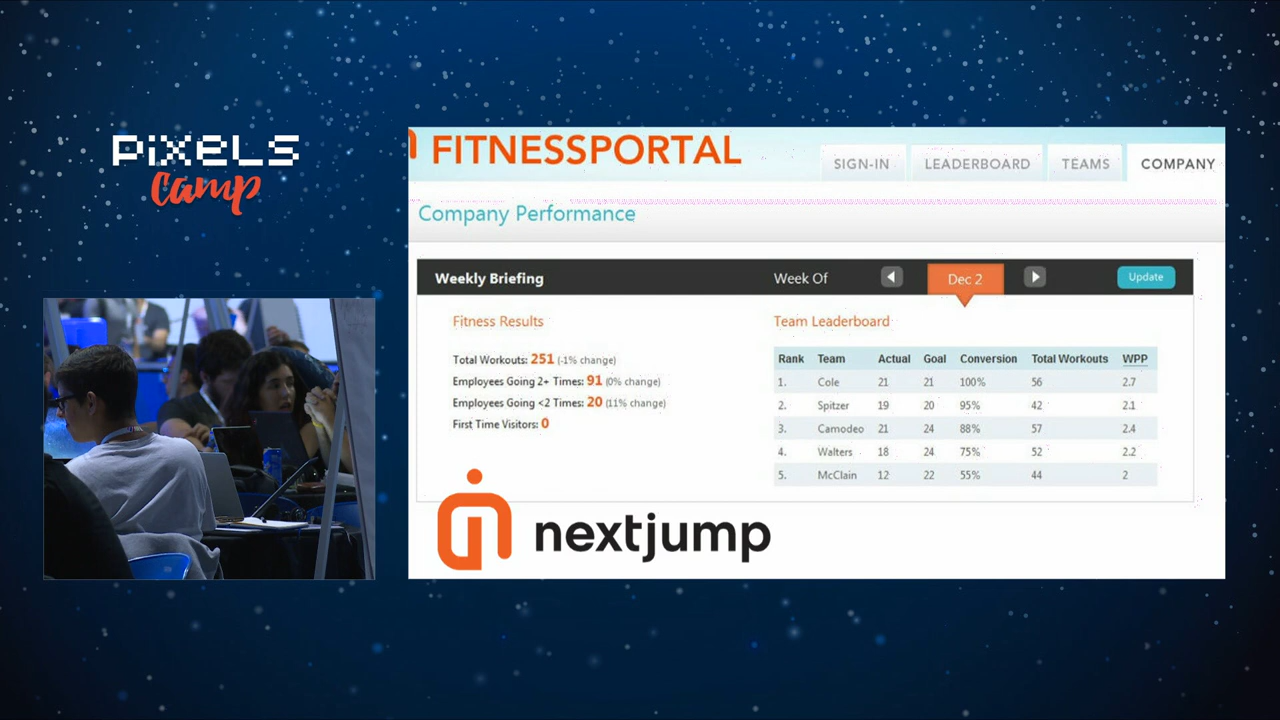 pixels
camp
FITNESSPORTAL
SIGN-IN LEADERBOARD TEAMS COMPANY
Company Performance
Weekly Briefing Week Of Dec 2 Update
Fitness Results
Total Workouts: 251 (-1% change)
Employees Going 2+ Times: 91 (0% change)
Employees Going <2 Times: 20 (11% change)
First Time Visitors: 0
Team Leaderboard
Rank Team Actual Goal Conversion Total Workouts WPP
1. Cole 21 21 100% 56 2.7
2. Spitzer 19 20 95% 42 2.1
3. Camodeo 21 24 88% 57 2.4
4. Walters 18 24 75% 52 2.2
5. McClain 12 22 55% 44 2
nextjump